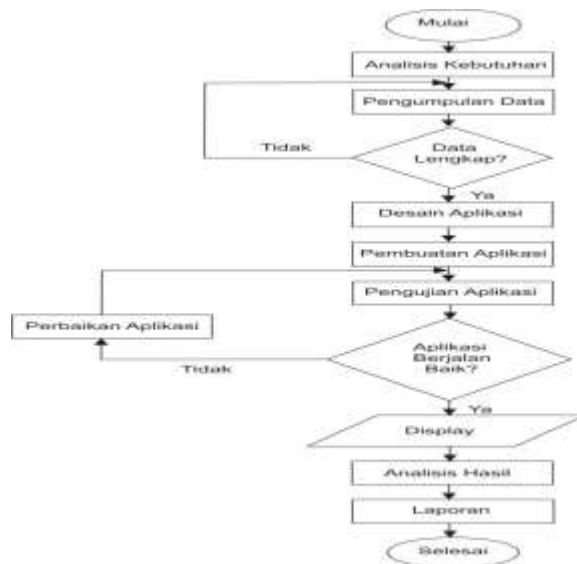 Mulai
Analisis Kebutuhan
Pengumpulan Data
Tidak
Data
Lengkap?
Ya
Desain Aplikasi
Pembuatan Aplikasi
Pengujian Aplikasi
Perbaikan Aplikasi
Aplikasi
Berjalan
Baik?
Tidak
Ya
Display
Analisis Hasil
Laporan
Selesai